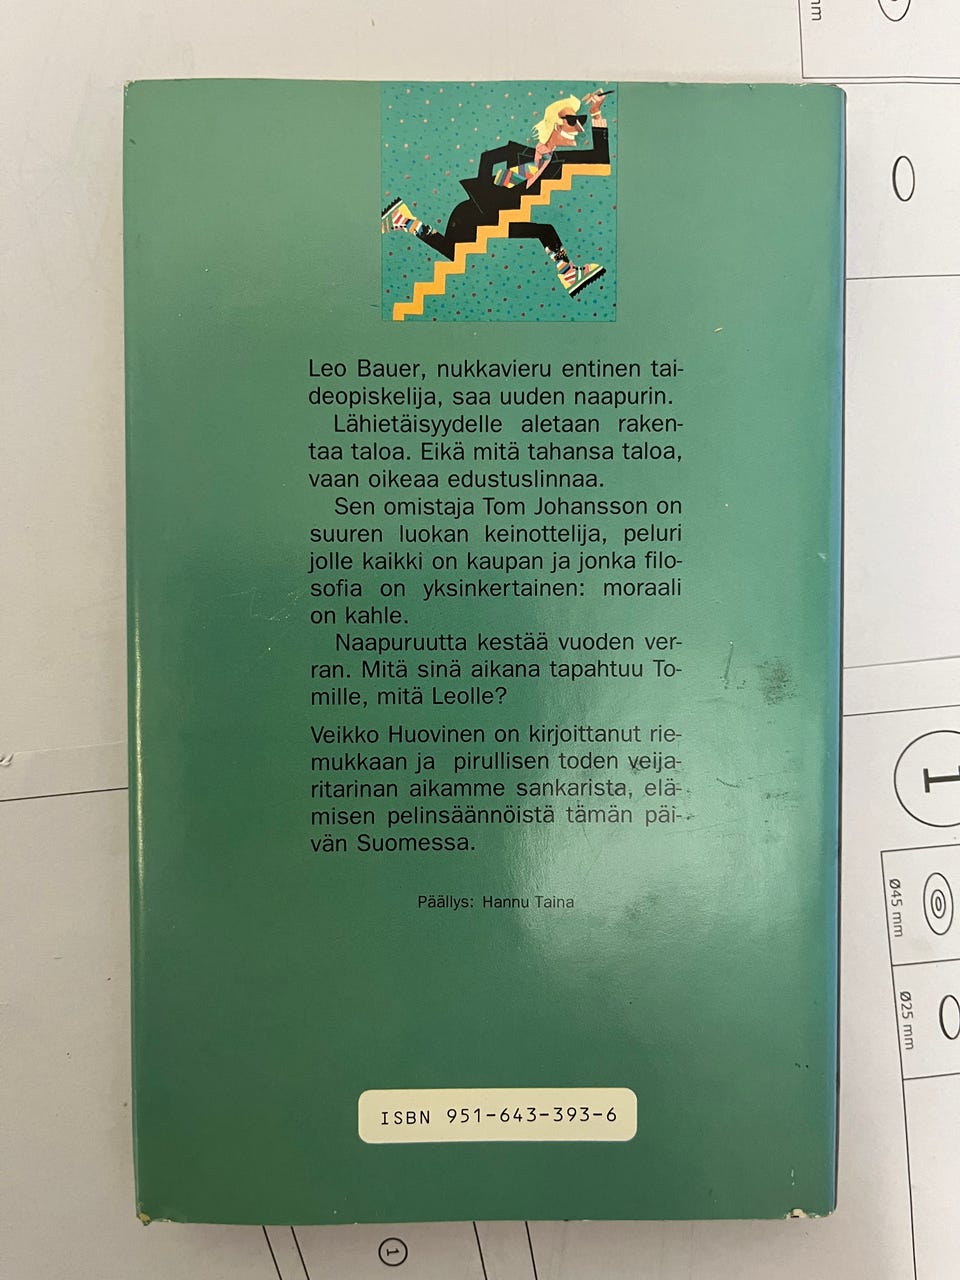 Leo Bauer, nukkavieru entinen tai-
deopiskelija, saa uuden naapurin.
Lähietäisyydelle aletaan raken-
taa taloa. Eikä mitä tahansa taloa,
vaan oikeaa edustuslinnaa.
Sen omistaja Tom Johansson on
suuren luokan keinottelija, peluri
jolle kaikki on kaupan ja jonka filo-
sofia on yksinkertainen: moraali
on kahle.
Naapuruutta kestää vuoden ver-
ran. Mitä sinä aikana tapahtuu To-
mille, mitä Leolle?
Veikko Huovinen on kirjoittanut rie-
mukkaan ja pirullisen toden veija-
ritarinan aikamme sankarista, elä-
misen pelinsäännöistä tämän päi-
vän Suomessa.
Päällys: Hannu Taina
ISBN 951-643-393-6
mm
1
Ø45 mm
Ø25 mm
1